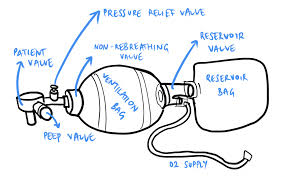 PRESSURE RELIEF VALVE
PATIENT
VALVE
NON-REBREATHING
VALVE
RESERVOIR
VALVE
VENTILATION
BAG
RESERVOIR
BAG
PEEP VALVE
O2 SUPPLY